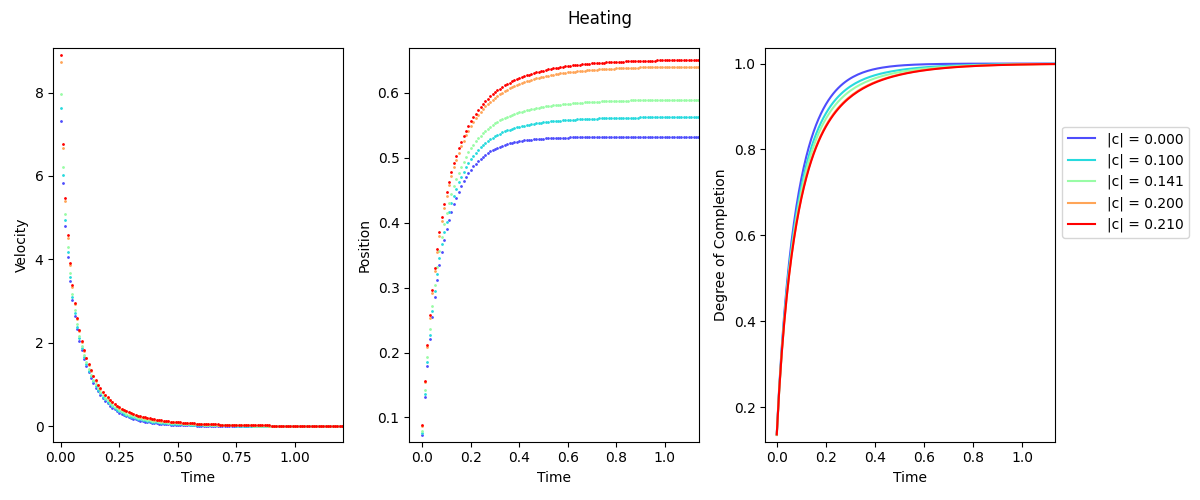 Heating
Velocity
8
6
4
2
0
0.00 0.25 0.50 0.75 1.00
Time
Position
0.6
0.5
0.4
0.3
0.2
0.1
0.0 0.2 0.4 0.6 0.8 1.0
Time
Degree of Completion
1.0
0.8
0.6
0.4
0.2
0.0 0.2 0.4 0.6 0.8 1.0
Time
|c| = 0.000
|c| = 0.100
|c| = 0.141
|c| = 0.200
|c| = 0.210